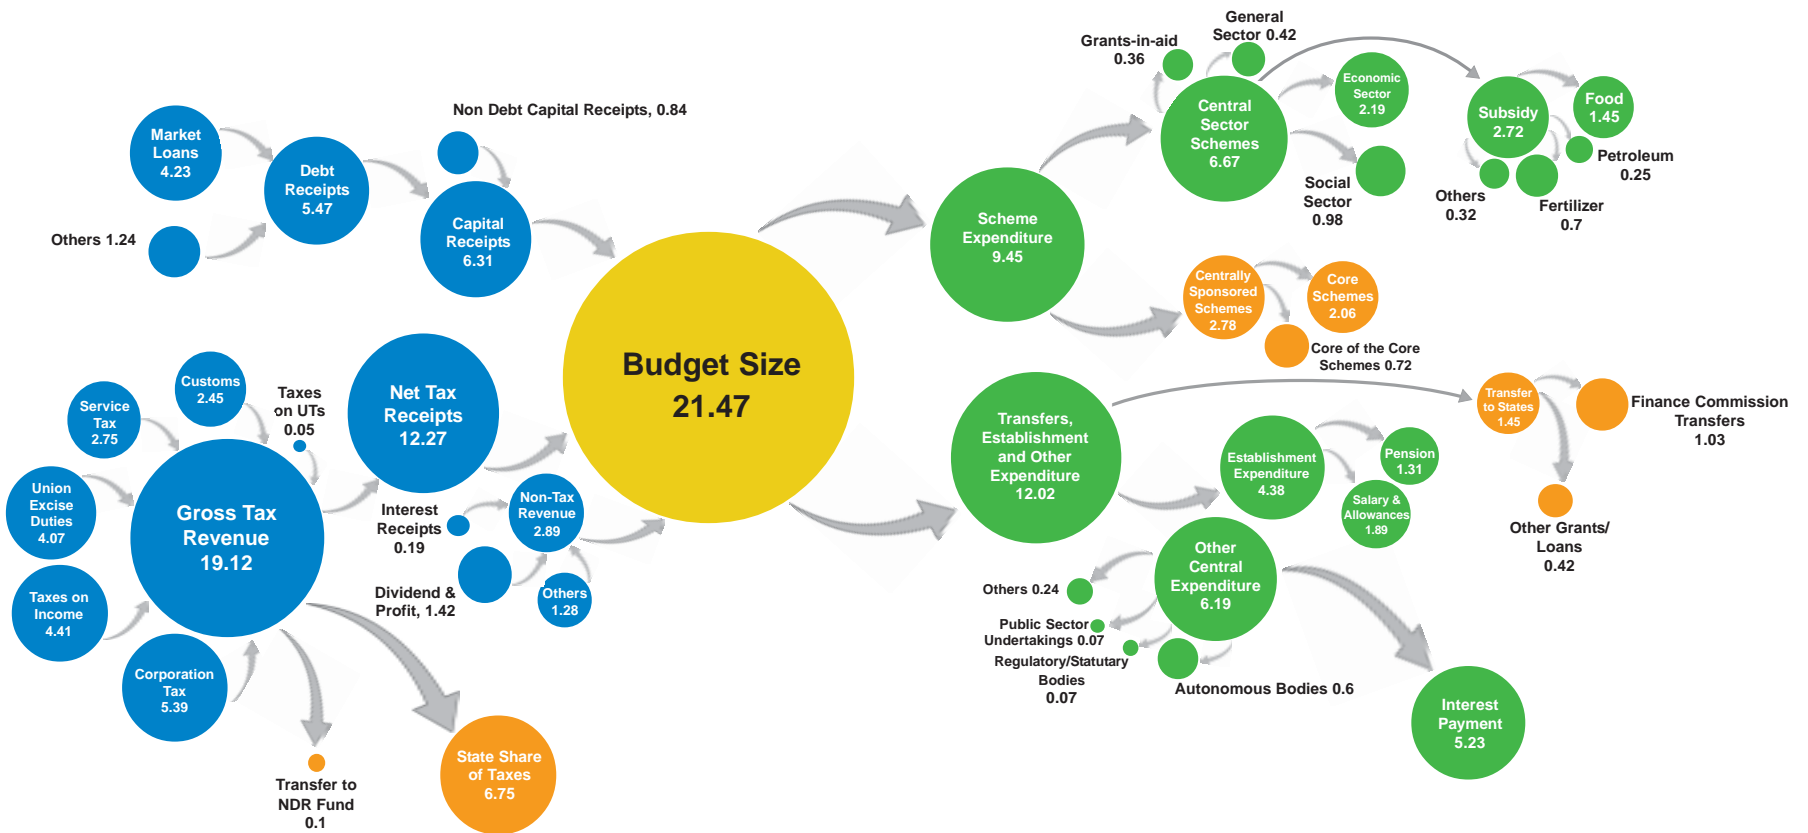 Market
Loans
4.23
Others 1.24
Debt
Receipts
5.47
Non Debt Capital Receipts, 0.84
Capital
Receipts
6.31
Customs
2.45
Taxes
on UTs
0.05
Service
Tax
2.75
Union
Excise
Duties
4.07
Taxes on
Income
4.41
Corporation
Tax
5.39
Gross Tax
Revenue
19.12
Transfer to
NDR Fund
0.1
State Share
of Taxes
6.75
Net Tax
Receipts
12.27
Interest
Receipts
0.19
Non-Tax
Revenue
2.89
Dividend &
Profit, 1.42
Others
1.28
Budget Size
21.47
Scheme
Expenditure
9.45
Grants-in-aid
0.36
General
Sector 0.42
Central
Sector
Schemes
6.67
Economic
Sector
2.19
Social
Sector
0.98
Subsidy
2.72
Food
1.45
Petroleum
0.25
Fertilizer
0.7
Others
0.32
Centrally
Sponsored
Schemes
2.78
Core
Schemes
2.06
Core of the Core
Schemes 0.72
Transfers,
Establishment
and Other
Expenditure
12.02
Transfer
to States
1.45
Finance Commission
Transfers
1.03
Other Grants/
Loans
0.42
Establishment
Expenditure
4.38
Pension
1.31
Salary &
Allowances
1.89
Other
Central
Expenditure
6.19
Others 0.24
Public Sector
Undertakings 0.07
Regulatory/Statutary
Bodies
0.07
Autonomous Bodies 0.6
Interest
Payment
5.23